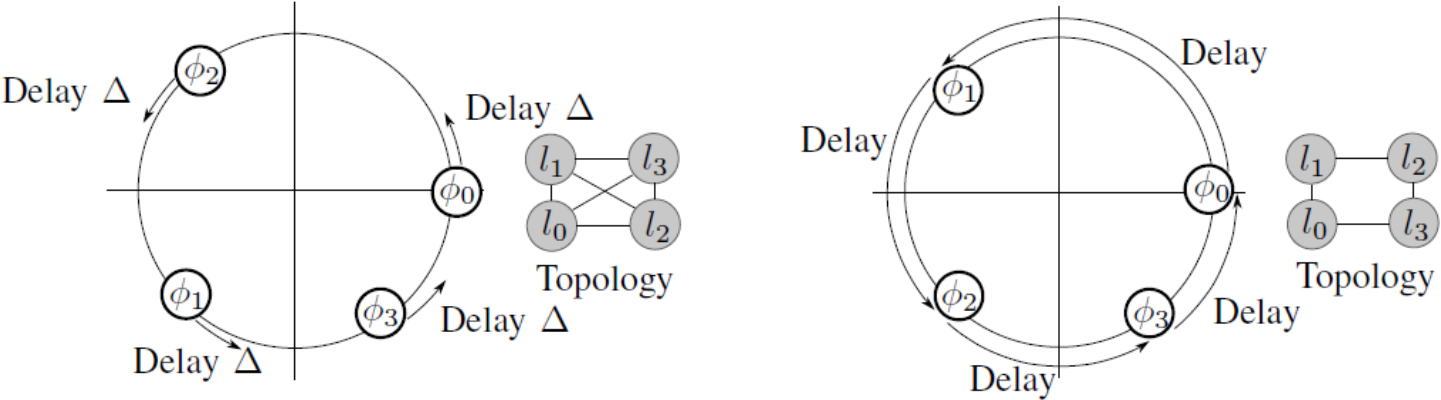 ϕ₂
Delay Δ
Delay Δ
ϕ₀
l₁ l₃
l₀ l₂
Topology
ϕ₁
ϕ₃
Delay Δ
Delay Δ
Delay
ϕ₁
Delay
ϕ₀
l₁ l₂
l₀ l₃
Topology
ϕ₂
ϕ₃
Delay
Delay